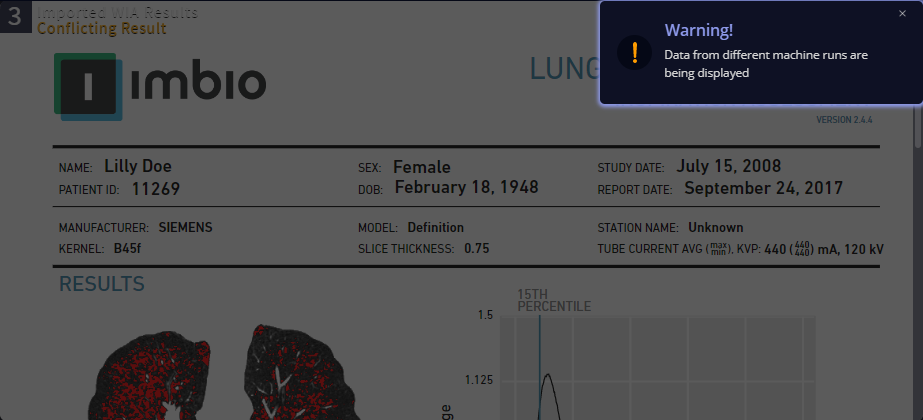 3
Imported WIA Results
Conflicting Result
Warning!
Data from different machine runs are
being displayed
imbio
LUNG
VERSION 2.4.4
NAME: Lilly Doe SEX: Female STUDY DATE: July 15, 2008
PATIENT ID: 11269 DOB: February 18, 1948 REPORT DATE: September 24, 2017
MANUFACTURER: SIEMENS MODEL: Definition STATION NAME: Unknown
KERNEL: B45f SLICE THICKNESS: 0.75 TUBE CURRENT AVG (max/min), KVP: 440 (440/440) mA, 120 kV
RESULTS
15TH
PERCENTILE
1.5
1.125